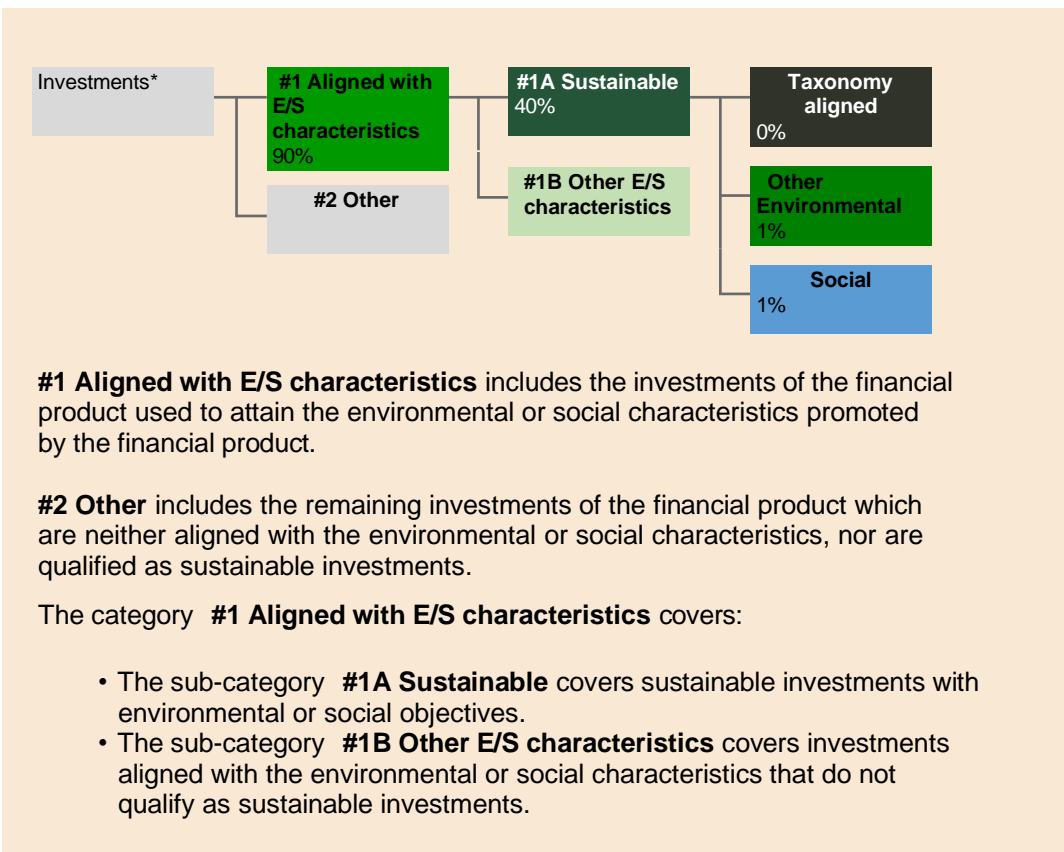 Investments*
#1 Aligned with
E/S
characteristics
90%
#2 Other
#1A Sustainable
40%
#1B Other E/S
characteristics
Taxonomy
aligned
0%
Other
Environmental
1%
Social
1%
#1 Aligned with E/S characteristics includes the investments of the financial
product used to attain the environmental or social characteristics promoted
by the financial product.
#2 Other includes the remaining investments of the financial product which
are neither aligned with the environmental or social characteristics, nor are
qualified as sustainable investments.
The category #1 Aligned with E/S characteristics covers:
• The sub-category #1A Sustainable covers sustainable investments with
environmental or social objectives.
• The sub-category #1B Other E/S characteristics covers investments
aligned with the environmental or social characteristics that do not
qualify as sustainable investments.